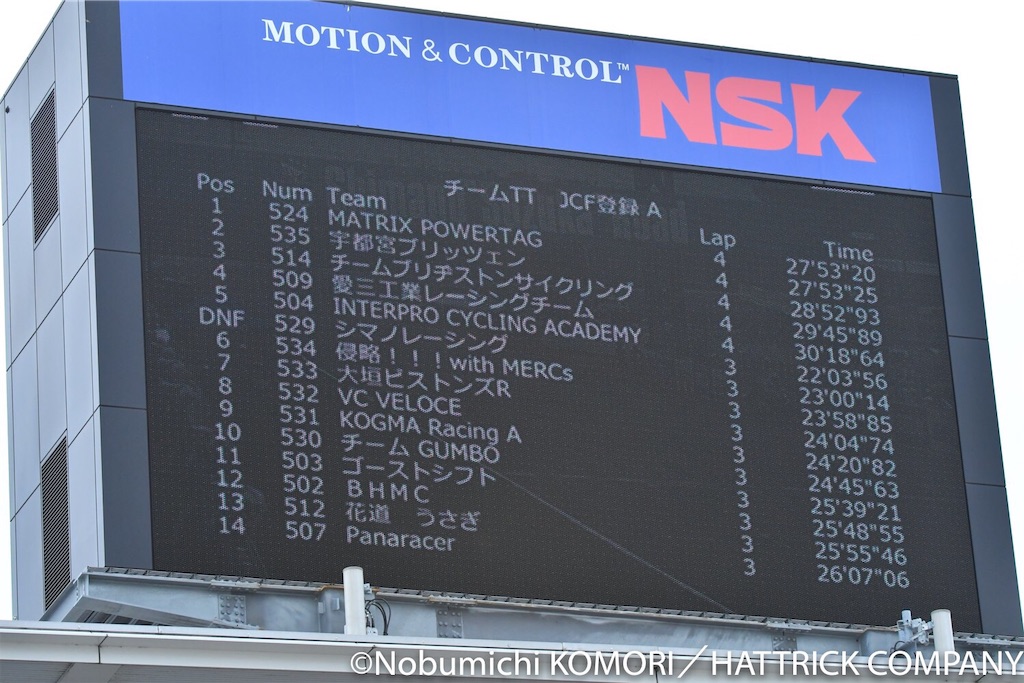 MOTION & CONTROL™ NSK
チームTT JCF登録 A
Pos Num Team Lap Time
1 524 MATRIX POWERTAG 4 27'53"20
2 535 宇都宮ブリッツェン 4 27'53"25
3 514 チームブリヂストンサイクリング 4 28'52"93
4 509 愛三工業レーシングチーム 4 29'45"89
5 504 INTERPRO CYCLING ACADEMY 4 30'18"64
DNF 529 シマノレーシング 3 22'03"56
6 534 侵略！！！with MERCs 3 23'00"14
7 533 大垣ピストンズR 3 23'58"85
8 532 VC VELOCE 3 24'04"74
9 531 KOGMA Racing A 3 24'20"82
10 530 チーム GUMBO 3 24'45"63
11 503 ゴーストシフト 3 25'39"21
12 502 ＢＨＭＣ 3 25'48"55
13 512 花道　うさぎ 3 25'55"46
14 507 Panaracer 3 26'07"06
©Nobumichi KOMORI／HATTRICK COMPANY